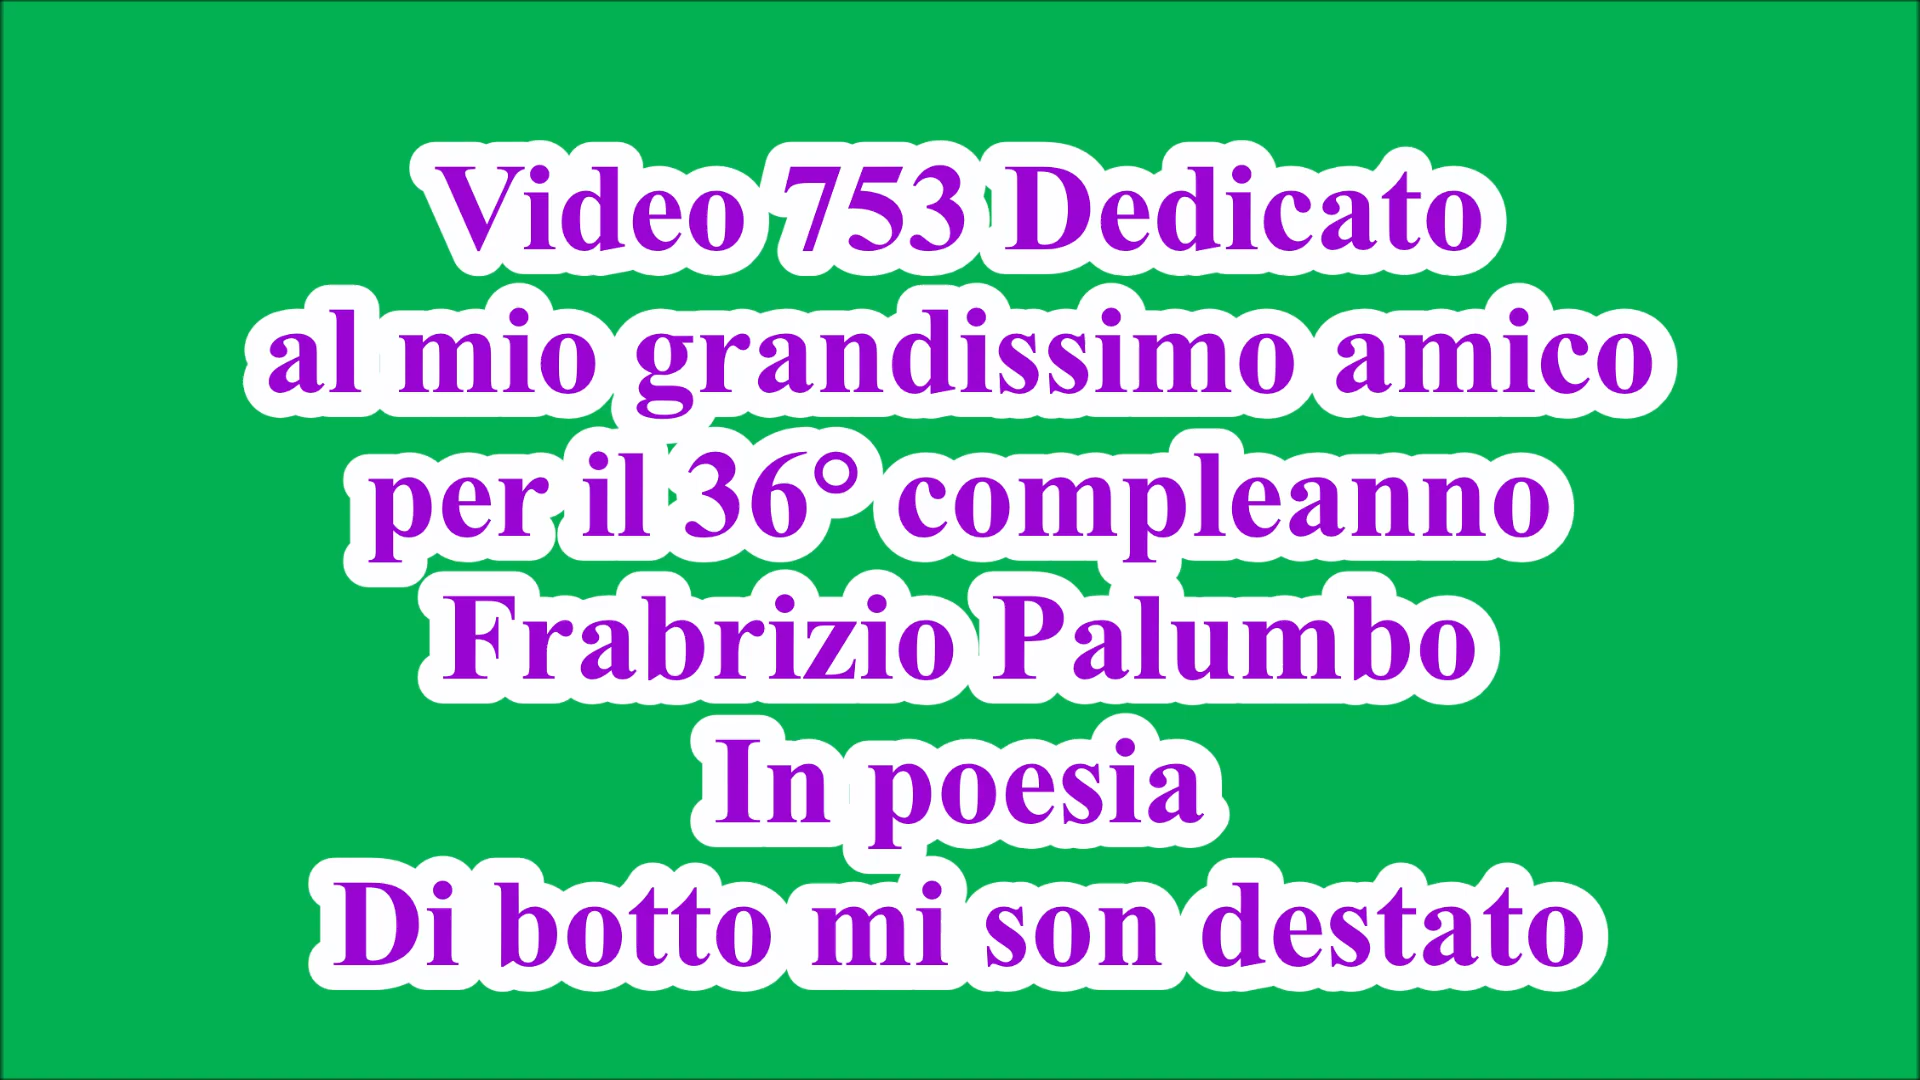 Video 753 Dedicato
al mio grandissimo amico
per il 36° compleanno
Frabrizio Palumbo
In poesia
Di botto mi son destato